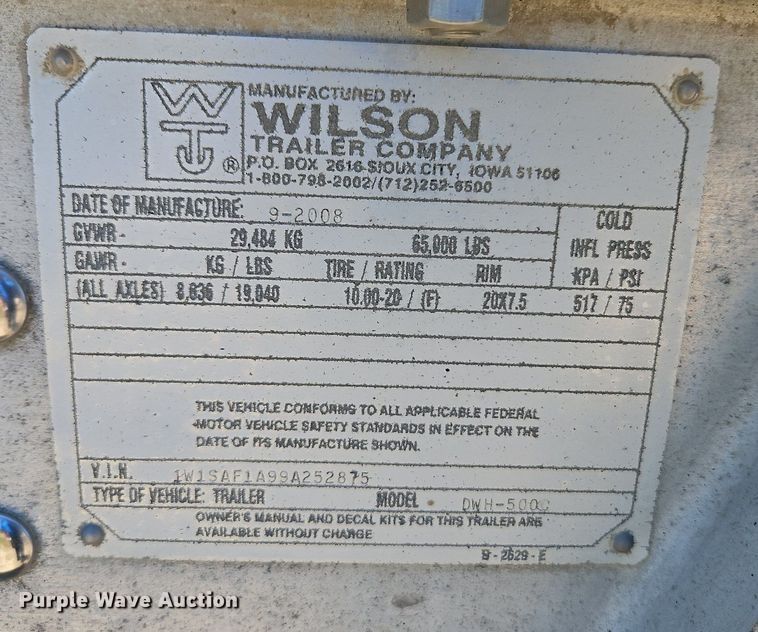 WTC ®
MANUFACTURED BY:
WILSON
TRAILER COMPANY
P.O. BOX 2616-SIOUX CITY, IOWA 51106
1-800-798-2002/(712)252-6500
DATE OF MANUFACTURE: 9-2008
COLD
GVWR - 29,484 KG 65,000 LBS
INFL PRESS
GAWR - KG / LBS TIRE / RATING RIM KPA / PSI
(ALL AXLES) 8,636 / 19,040 10.00-20 / (F) 20X7.5 517 / 75
THIS VEHICLE CONFORMS TO ALL APPLICABLE FEDERAL
MOTOR VEHICLE SAFETY STANDARDS IN EFFECT ON THE
DATE OF ITS MANUFACTURE SHOWN.
V.I.N. 1W1SAF1A99A252875
TYPE OF VEHICLE: TRAILER MODEL - DWH-500C
OWNER'S MANUAL AND DECAL KITS FOR THIS TRAILER ARE
AVAILABLE WITHOUT CHARGE
9-2629-E
Purple Wave Auction